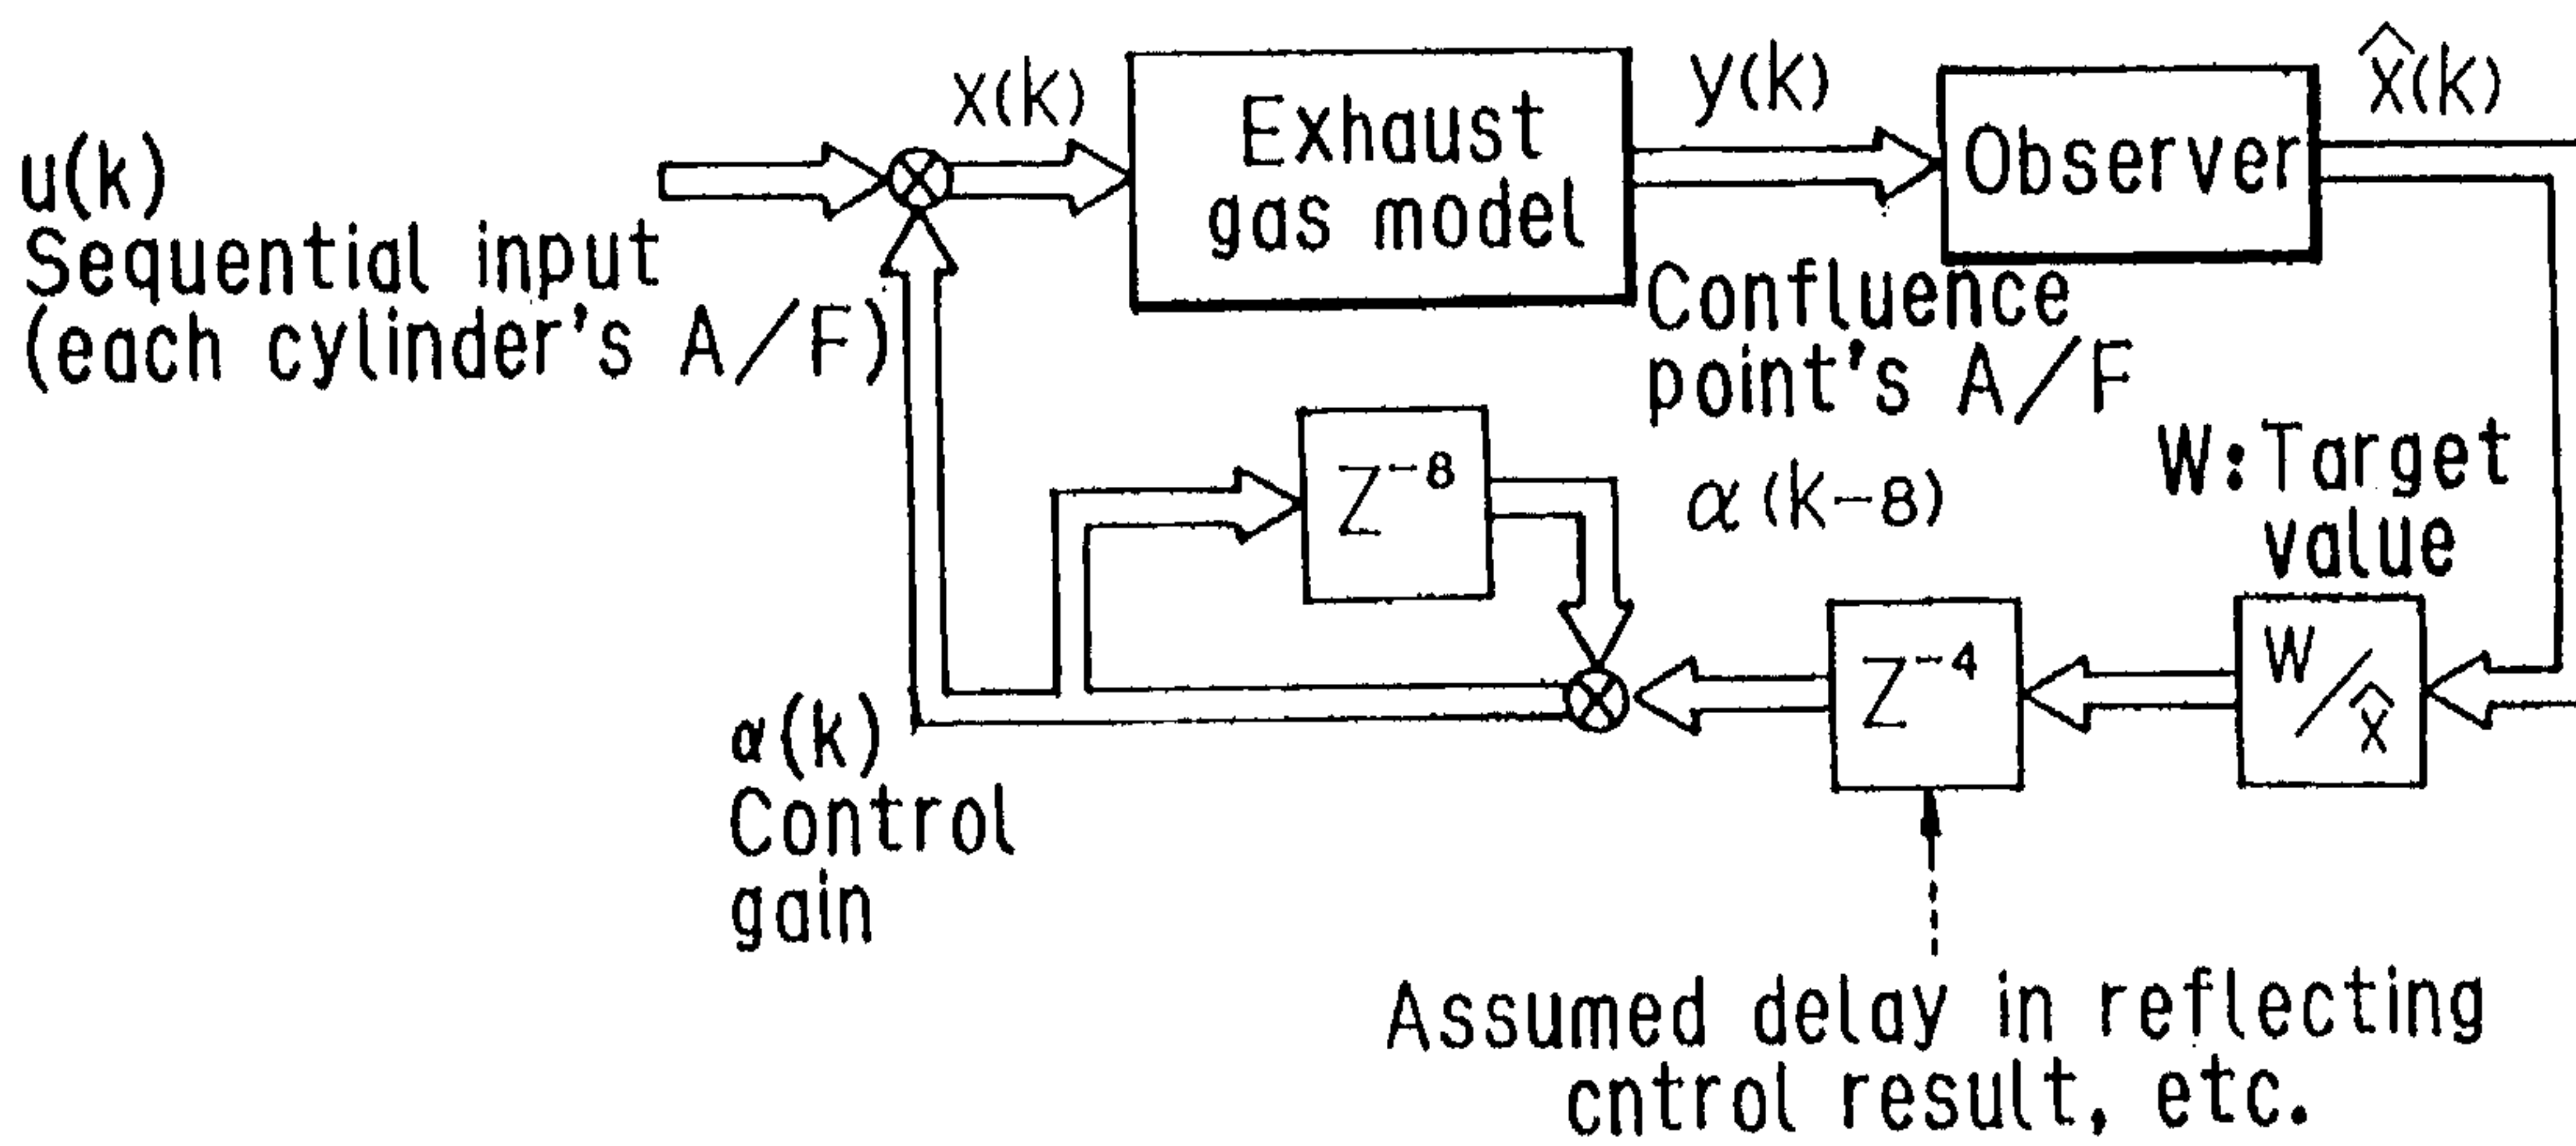 u(k)
Sequential input
(each cylinder's A/F)
x(k)
Exhaust
gas model
y(k)
Confluence
point's A/F
Observer
x̂(k)
W:Target
value
W/x̂
Z⁻⁴
Z⁻⁸
α(k-8)
α(k)
Control
gain
Assumed delay in reflecting
cntrol result, etc.